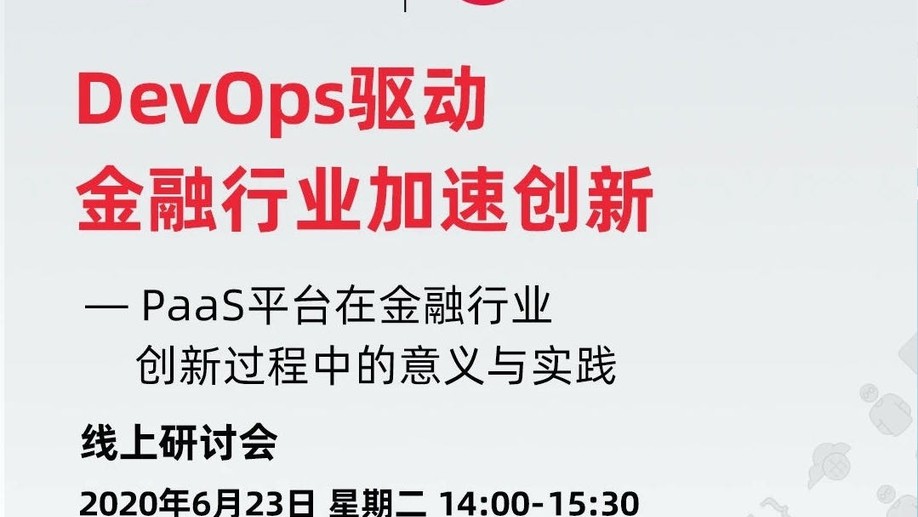 DevOps驱动
金融行业加速创新
— PaaS平台在金融行业
创新过程中的意义与实践
线上研讨会
2020年6月23日 星期二 14:00-15:30